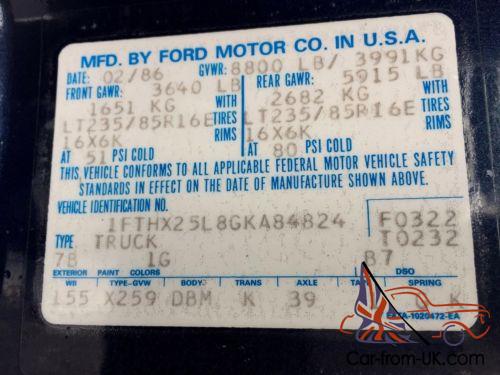 MFD. BY FORD MOTOR CO. IN U.S.A.
DATE: 02/86 GVWR: 8800 LB/ 3991KG
FRONT GAWR: 3640 LB REAR GAWR: 5915 LB
1651 KG WITH 2682 KG WITH
LT235/85R16E TIRES LT235/85R16E TIRES
16X6K RIMS 16X6K RIMS
AT 51 PSI COLD AT 80 PSI COLD
THIS VEHICLE CONFORMS TO ALL APPLICABLE FEDERAL MOTOR VEHICLE SAFETY
STANDARDS IN EFFECT ON THE DATE OF MANUFACTURE SHOWN ABOVE.
VEHICLE IDENTIFICATION NO.
1FTHX25L8GKA84824 F0322
TYPE TRUCK T0232
7B 1G B7
EXTERIOR PAINT COLORS DSO
WB TYPE-GVW BODY TRANS AXLE TAPE SPRING
155 X259 DBM K 39 K
1020472-EA
Car-from-UK.com